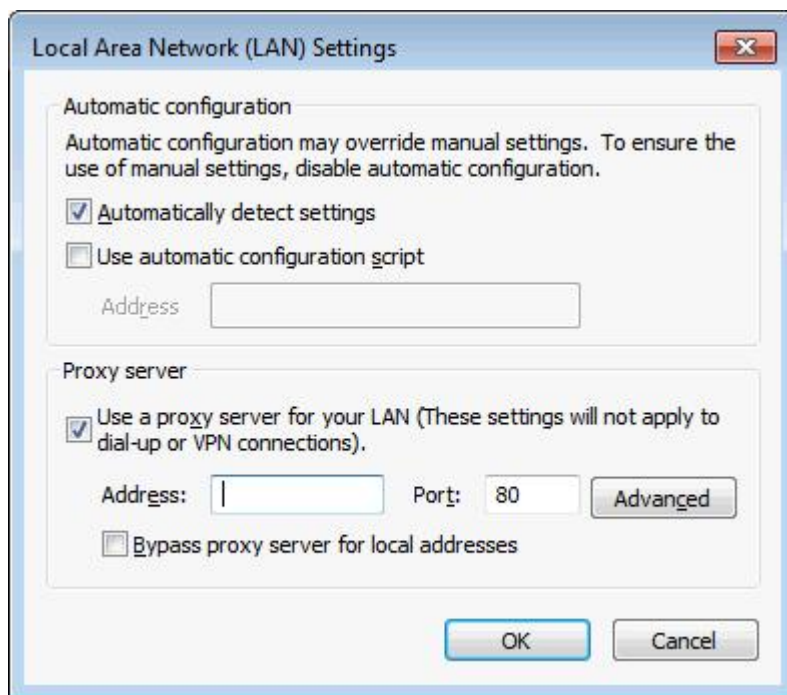 Local Area Network (LAN) Settings
Automatic configuration
Automatic configuration may override manual settings.  To ensure the
use of manual settings, disable automatic configuration.
Automatically detect settings
Use automatic configuration script
Address
Proxy server
Use a proxy server for your LAN (These settings will not apply to
dial-up or VPN connections).
Address: Port: 80 Advanced
Bypass proxy server for local addresses
OK Cancel